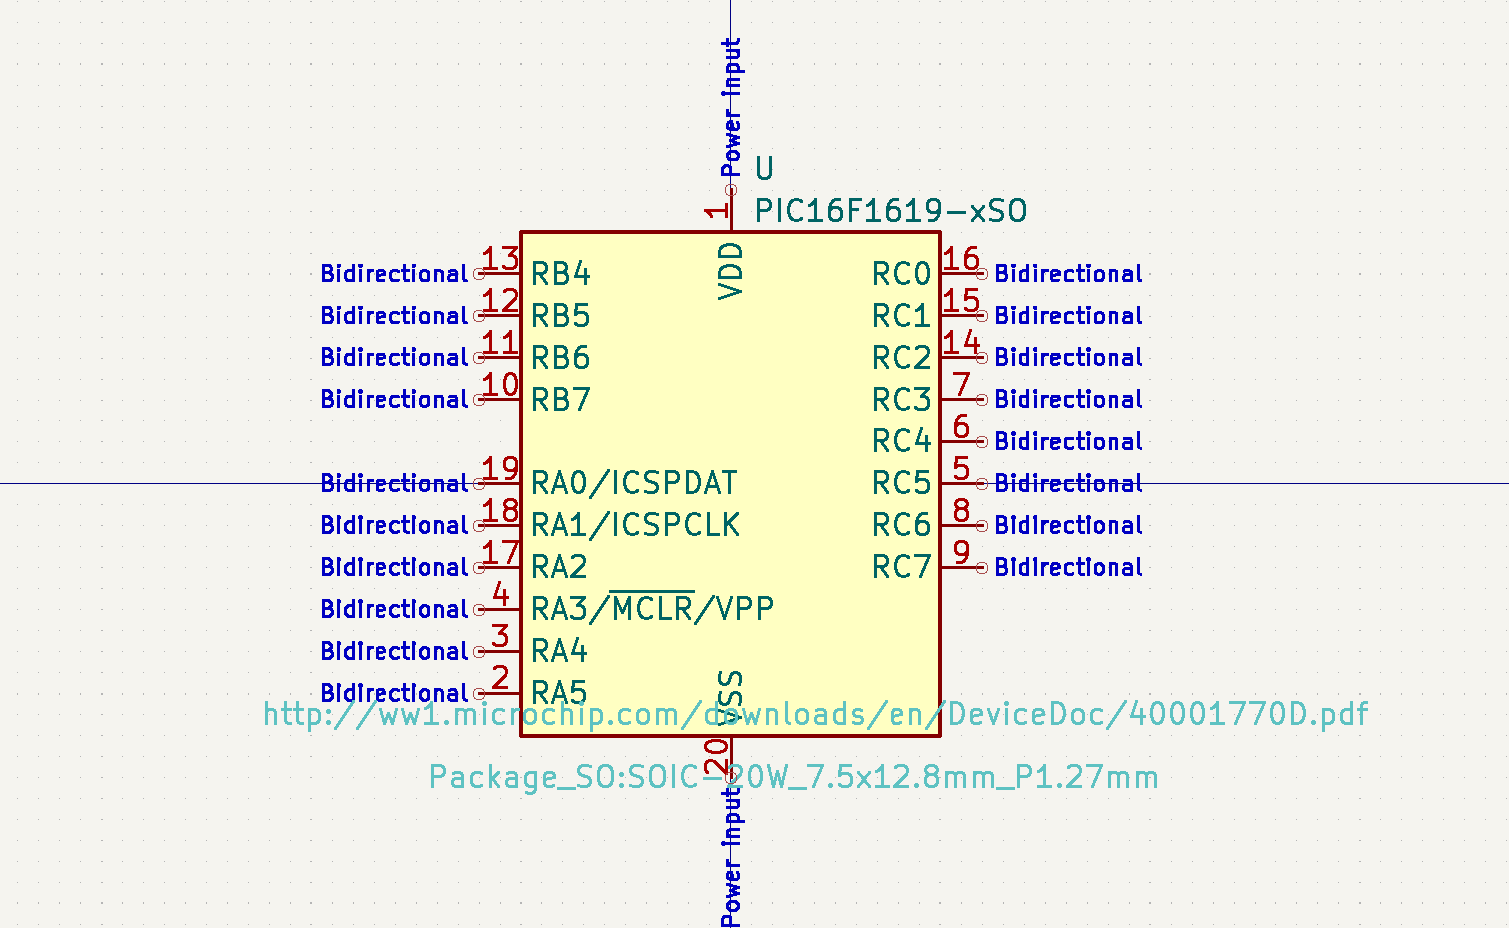 Power input
U
1
PIC16F1619-xSO
VDD
Bidirectional 13 RB4 RC0 16 Bidirectional
Bidirectional 12 RB5 RC1 15 Bidirectional
Bidirectional 11 RB6 RC2 14 Bidirectional
Bidirectional 10 RB7 RC3 7 Bidirectional
RC4 6 Bidirectional
Bidirectional 19 RA0/ICSPDAT RC5 5 Bidirectional
Bidirectional 18 RA1/ICSPCLK RC6 8 Bidirectional
Bidirectional 17 RA2 RC7 9 Bidirectional
Bidirectional 4 RA3/MCLR/VPP
Bidirectional 3 RA4
Bidirectional 2 RA5
VSS
http://ww1.microchip.com/downloads/en/DeviceDoc/40001770D.pdf
20
Package_SO:SOIC-20W_7.5x12.8mm_P1.27mm
Power input